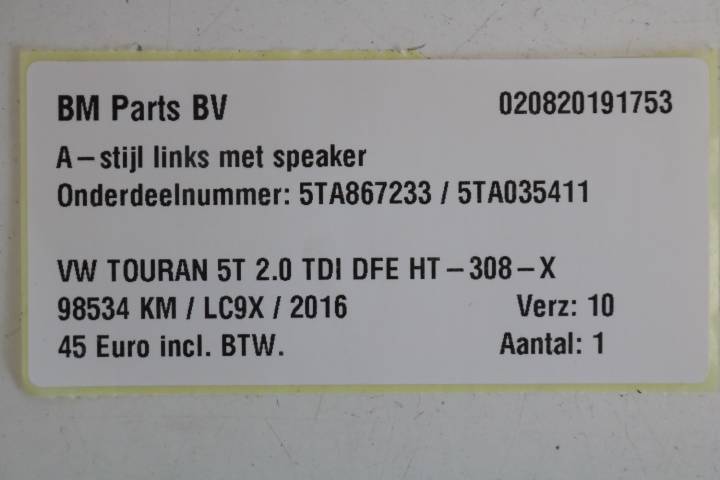 BM Parts BV 020820191753
A-stijl links met speaker
Onderdeelnummer: 5TA867233 / 5TA035411
VW TOURAN 5T 2.0 TDI DFE HT-308-X
98534 KM / LC9X / 2016 Verz: 10
45 Euro incl. BTW. Aantal: 1